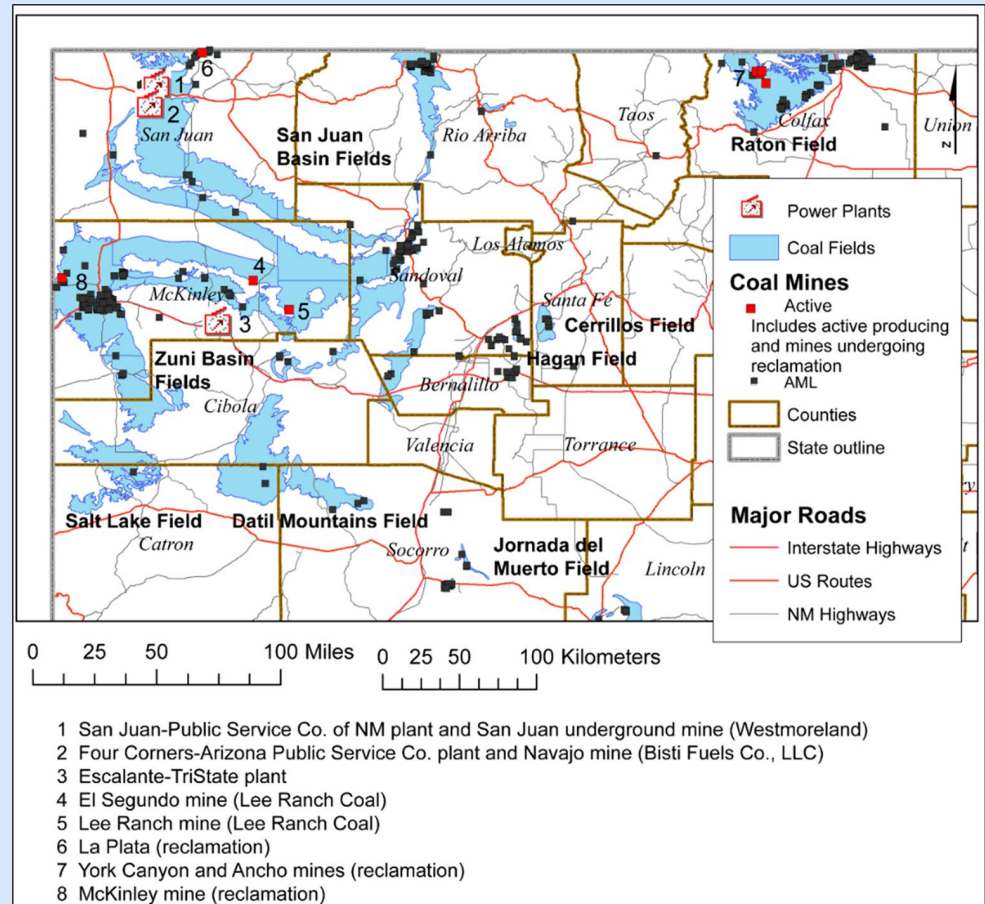 6
7
1
2
San Juan
San Juan
Basin Fields
Rio Arriba
Taos
Colfax
Union
Raton Field
z
Los Alamos
Sandoval
4
8
McKinley
5
3
Santa Fe
Cerrillos Field
Hagan Field
Zuni Basin
Fields
Bernalillo
Cibola
Valencia
Torrance
Salt Lake Field
Datil Mountains Field
Catron
Socorro
Jornada del
Muerto Field
Lincoln
Power Plants
Coal Fields
Coal Mines
Active
Includes active producing
and mines undergoing
reclamation
AML
Counties
State outline
Major Roads
Interstate Highways
US Routes
NM Highways
0 25 50 100 Miles
0 25 50 100 Kilometers
1 San Juan-Public Service Co. of NM plant and San Juan underground mine (Westmoreland)
2 Four Corners-Arizona Public Service Co. plant and Navajo mine (Bisti Fuels Co., LLC)
3 Escalante-TriState plant
4 El Segundo mine (Lee Ranch Coal)
5 Lee Ranch mine (Lee Ranch Coal)
6 La Plata (reclamation)
7 York Canyon and Ancho mines (reclamation)
8 McKinley mine (reclamation)